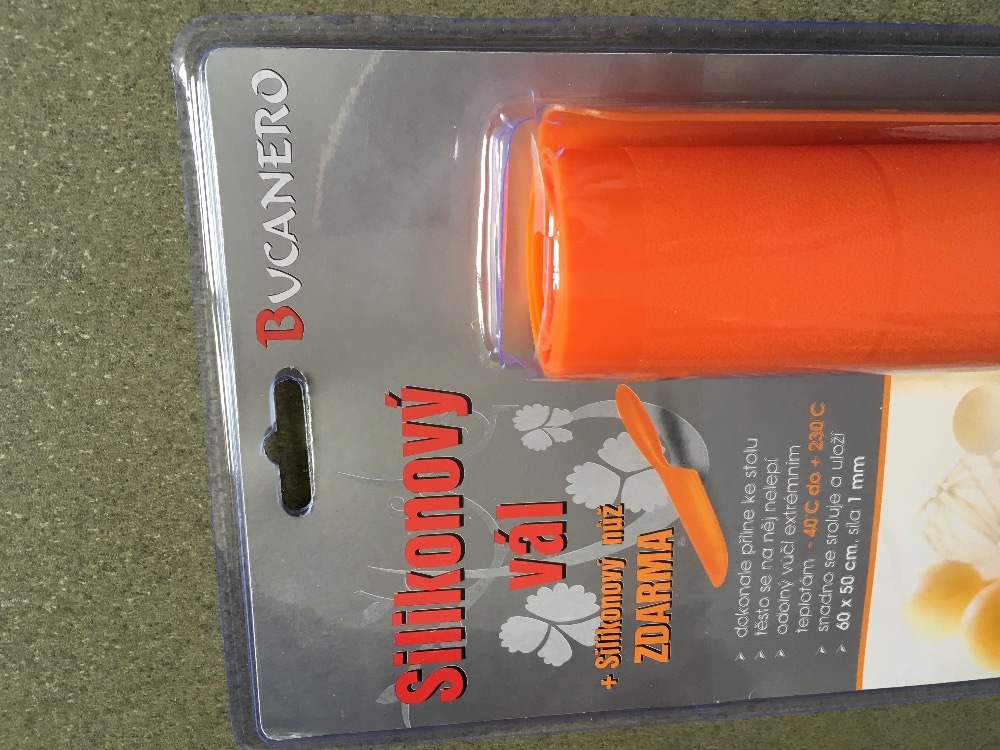 BUCANERO
Silikonový
vál
+ Silikonový nůž
ZDARMA
> dokonale přilne ke stolu
> těsto se na něj nelepí
> odolný vůčí extrémním
teplotám - 40°C do + 230°C
> snadno se sroluje a uloží
> 60 x 50 cm, síla 1 mm